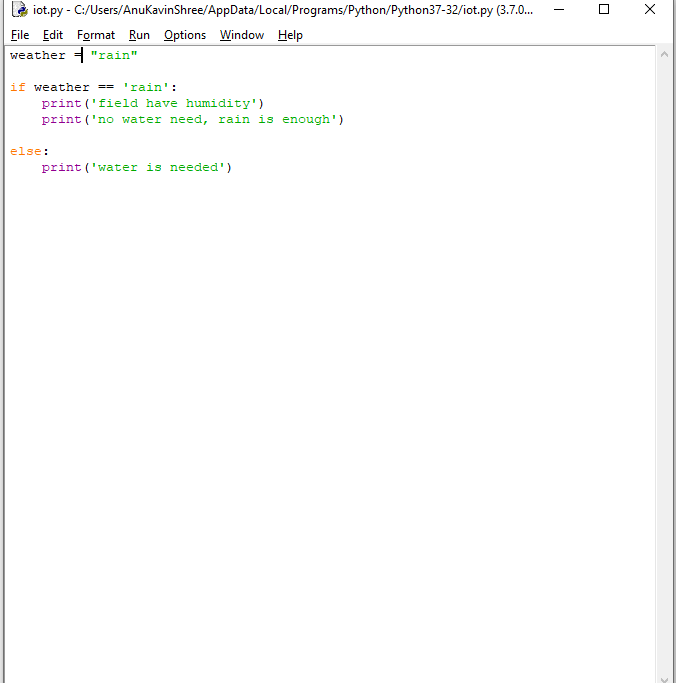 iot.py - C:/Users/AnuKavinShree/AppData/Local/Programs/Python/Python37-32/iot.py (3.7.0...
File Edit Format Run Options Window Help
weather = "rain"
if weather == 'rain':
    print('field have humidity')
    print('no water need, rain is enough')
else:
    print('water is needed')